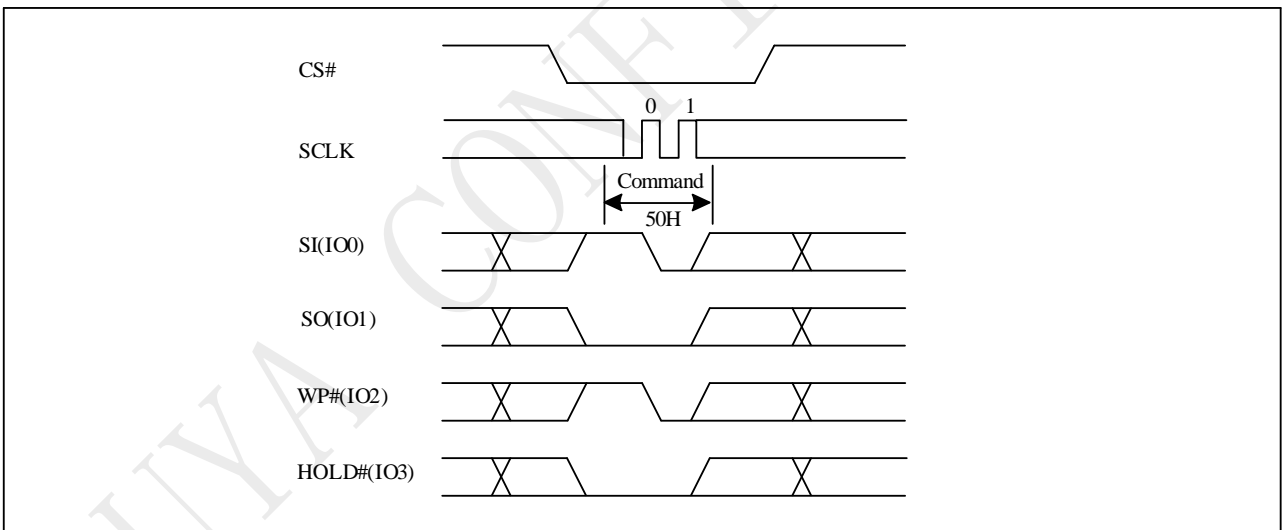 CS#
0 1
SCLK
Command
50H
SI(IO0)
SO(IO1)
WP#(IO2)
HOLD#(IO3)